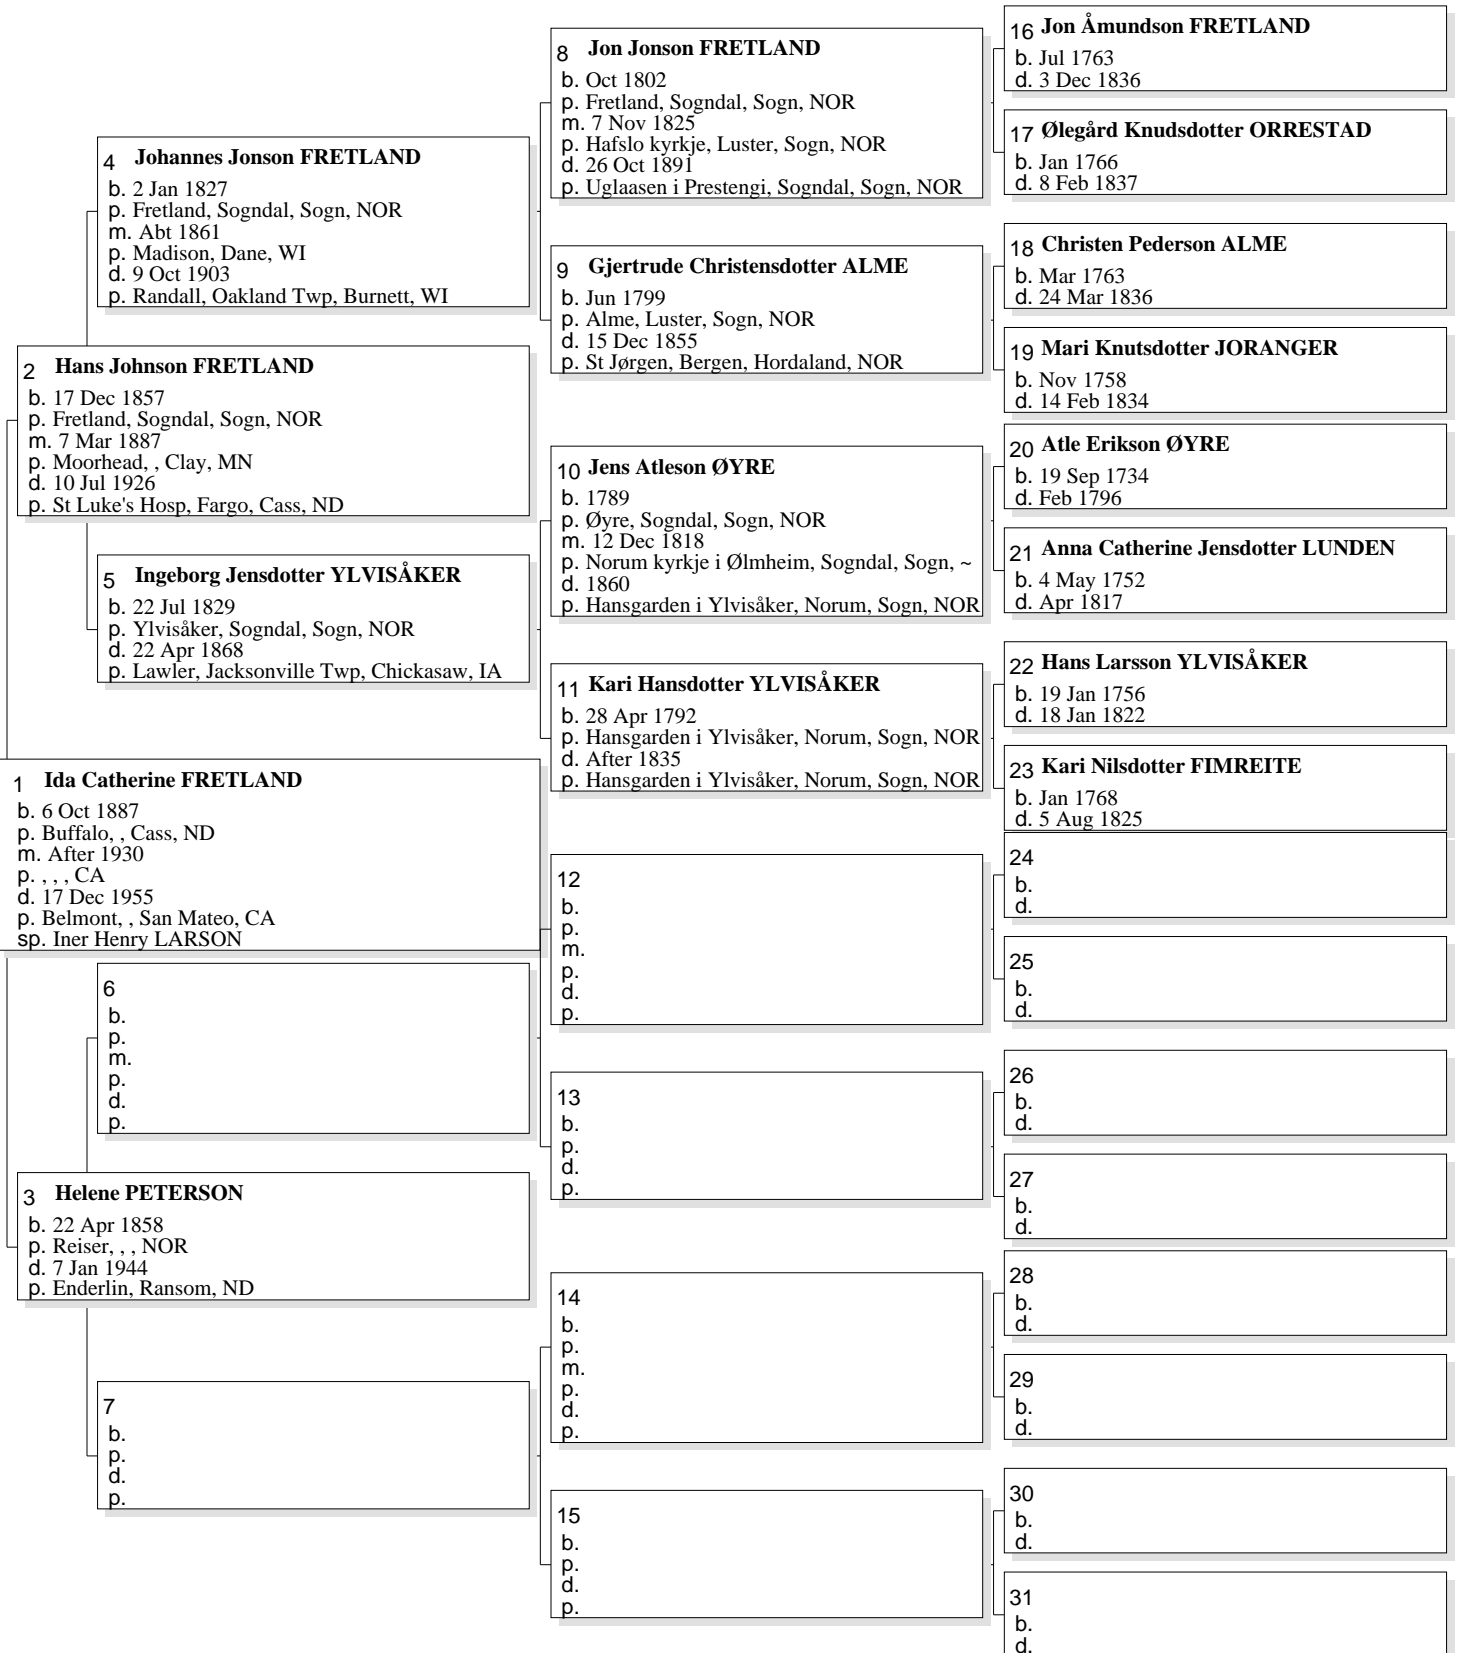 1 Ida Catherine FRETLAND
b. 6 Oct 1887
p. Buffalo, , Cass, ND
m. After 1930
p. , , , CA
d. 17 Dec 1955
p. Belmont, , San Mateo, CA
sp. Iner Henry LARSON
2 Hans Johnson FRETLAND
b. 17 Dec 1857
p. Fretland, Sogndal, Sogn, NOR
m. 7 Mar 1887
p. Moorhead, , Clay, MN
d. 10 Jul 1926
p. St Luke's Hosp, Fargo, Cass, ND
3 Helene PETERSON
b. 22 Apr 1858
p. Reiser, , , NOR
d. 7 Jan 1944
p. Enderlin, Ransom, ND
4 Johannes Jonson FRETLAND
b. 2 Jan 1827
p. Fretland, Sogndal, Sogn, NOR
m. Abt 1861
p. Madison, Dane, WI
d. 9 Oct 1903
p. Randall, Oakland Twp, Burnett, WI
5 Ingeborg Jensdotter YLVISÅKER
b. 22 Jul 1829
p. Ylvisåker, Sogndal, Sogn, NOR
d. 22 Apr 1868
p. Lawler, Jacksonville Twp, Chickasaw, IA
6
b.
p.
m.
p.
d.
p.
7
b.
p.
d.
p.
8 Jon Jonson FRETLAND
b. Oct 1802
p. Fretland, Sogndal, Sogn, NOR
m. 7 Nov 1825
p. Hafslo kyrkje, Luster, Sogn, NOR
d. 26 Oct 1891
p. Uglaasen i Prestengi, Sogndal, Sogn, NOR
9 Gjertrude Christensdotter ALME
b. Jun 1799
p. Alme, Luster, Sogn, NOR
d. 15 Dec 1855
p. St Jørgen, Bergen, Hordaland, NOR
10 Jens Atleson ØYRE
b. 1789
p. Øyre, Sogndal, Sogn, NOR
m. 12 Dec 1818
p. Norum kyrkje i Ølmheim, Sogndal, Sogn, ~
d. 1860
p. Hansgarden i Ylvisåker, Norum, Sogn, NOR
11 Kari Hansdotter YLVISÅKER
b. 28 Apr 1792
p. Hansgarden i Ylvisåker, Norum, Sogn, NOR
d. After 1835
p. Hansgarden i Ylvisåker, Norum, Sogn, NOR
12
b.
p.
m.
p.
d.
p.
13
b.
p.
d.
p.
14
b.
p.
m.
p.
d.
p.
15
b.
p.
d.
p.
16 Jon Åmundson FRETLAND
b. Jul 1763
d. 3 Dec 1836
17 Ølegård Knudsdotter ORRESTAD
b. Jan 1766
d. 8 Feb 1837
18 Christen Pederson ALME
b. Mar 1763
d. 24 Mar 1836
19 Mari Knutsdotter JORANGER
b. Nov 1758
d. 14 Feb 1834
20 Atle Erikson ØYRE
b. 19 Sep 1734
d. Feb 1796
21 Anna Catherine Jensdotter LUNDEN
b. 4 May 1752
d. Apr 1817
22 Hans Larsson YLVISÅKER
b. 19 Jan 1756
d. 18 Jan 1822
23 Kari Nilsdotter FIMREITE
b. Jan 1768
d. 5 Aug 1825
24
b.
d.
25
b.
d.
26
b.
d.
27
b.
d.
28
b.
d.
29
b.
d.
30
b.
d.
31
b.
d.